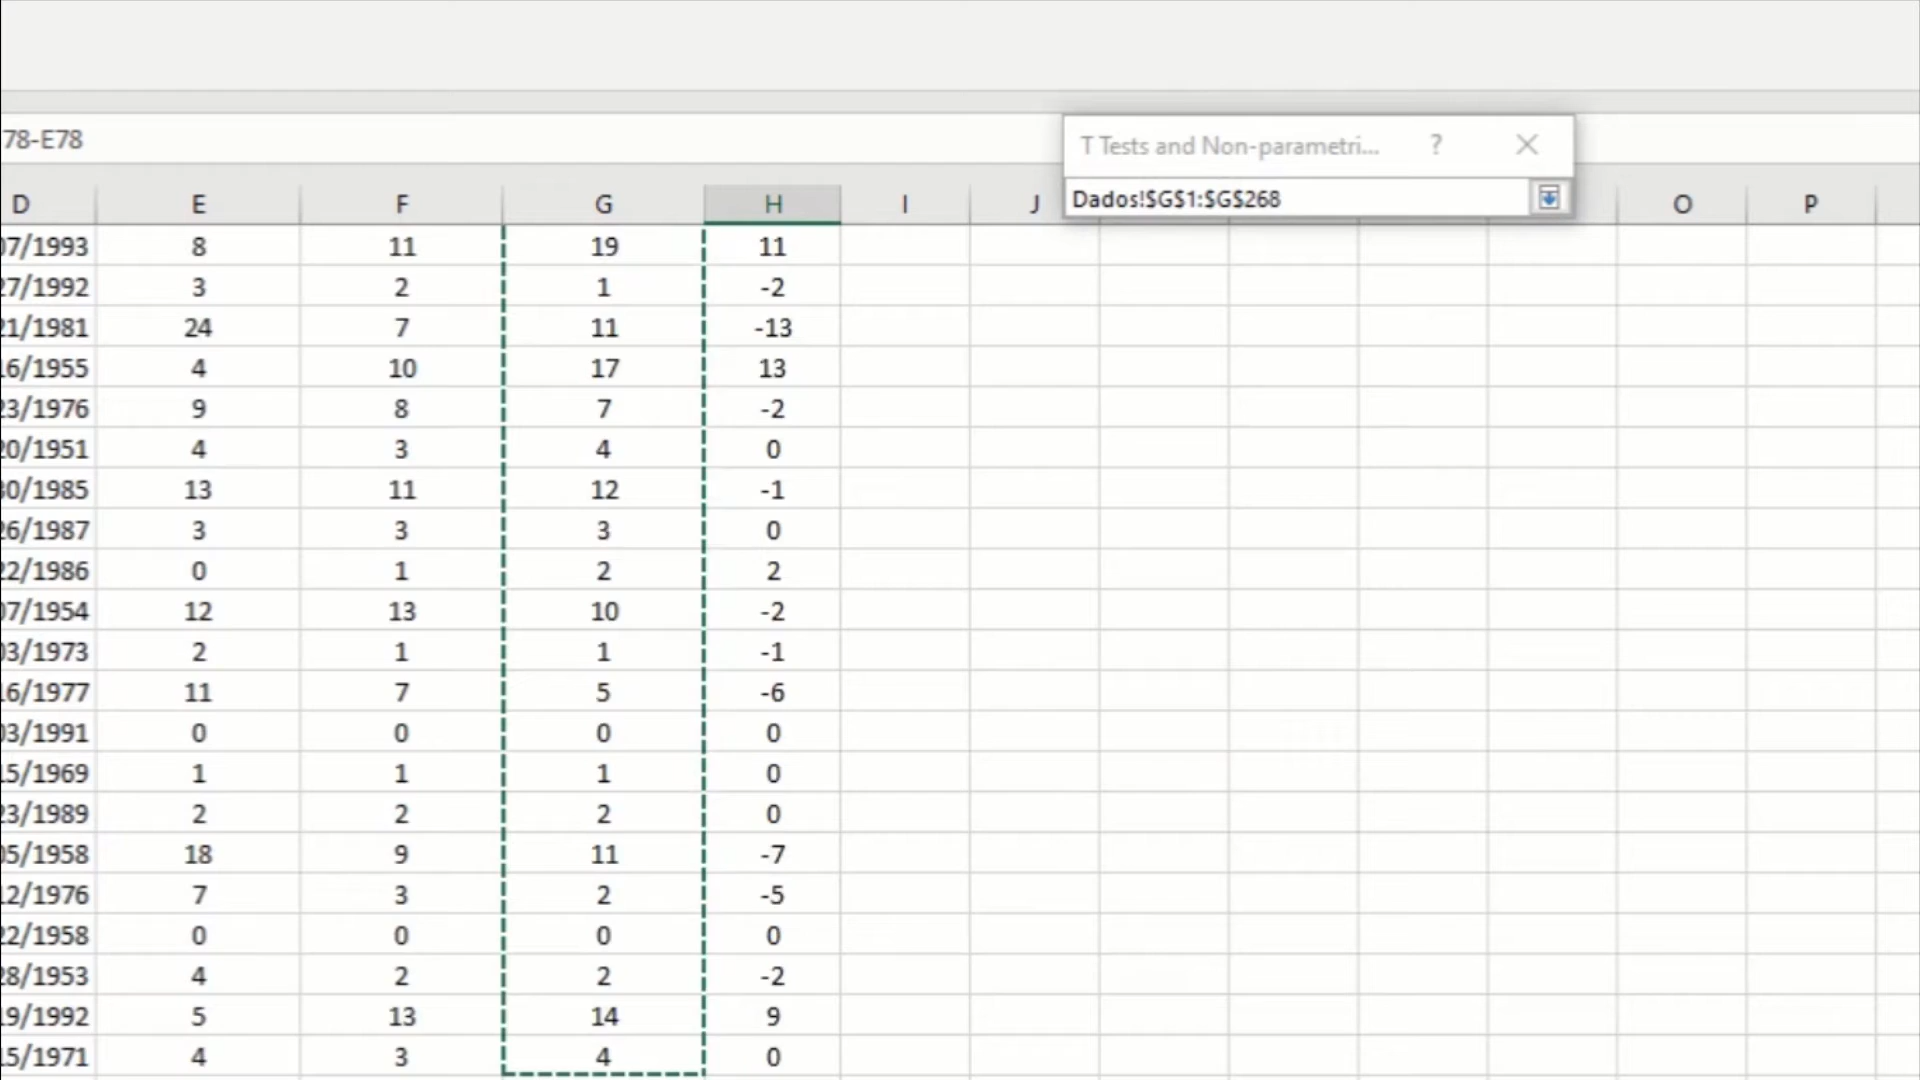 78-E78
T Tests and Non-parametri... ?
Dados!$G$1:$G$268
D E F G H I J O P
07/1993 8 11 19 11
27/1992 3 2 1 -2
21/1981 24 7 11 -13
16/1955 4 10 17 13
23/1976 9 8 7 -2
20/1951 4 3 4 0
30/1985 13 11 12 -1
26/1987 3 3 3 0
22/1986 0 1 2 2
07/1954 12 13 10 -2
03/1973 2 1 1 -1
16/1977 11 7 5 -6
03/1991 0 0 0 0
15/1969 1 1 1 0
23/1989 2 2 2 0
05/1958 18 9 11 -7
12/1976 7 3 2 -5
22/1958 0 0 0 0
28/1953 4 2 2 -2
19/1992 5 13 14 9
15/1971 4 3 4 0